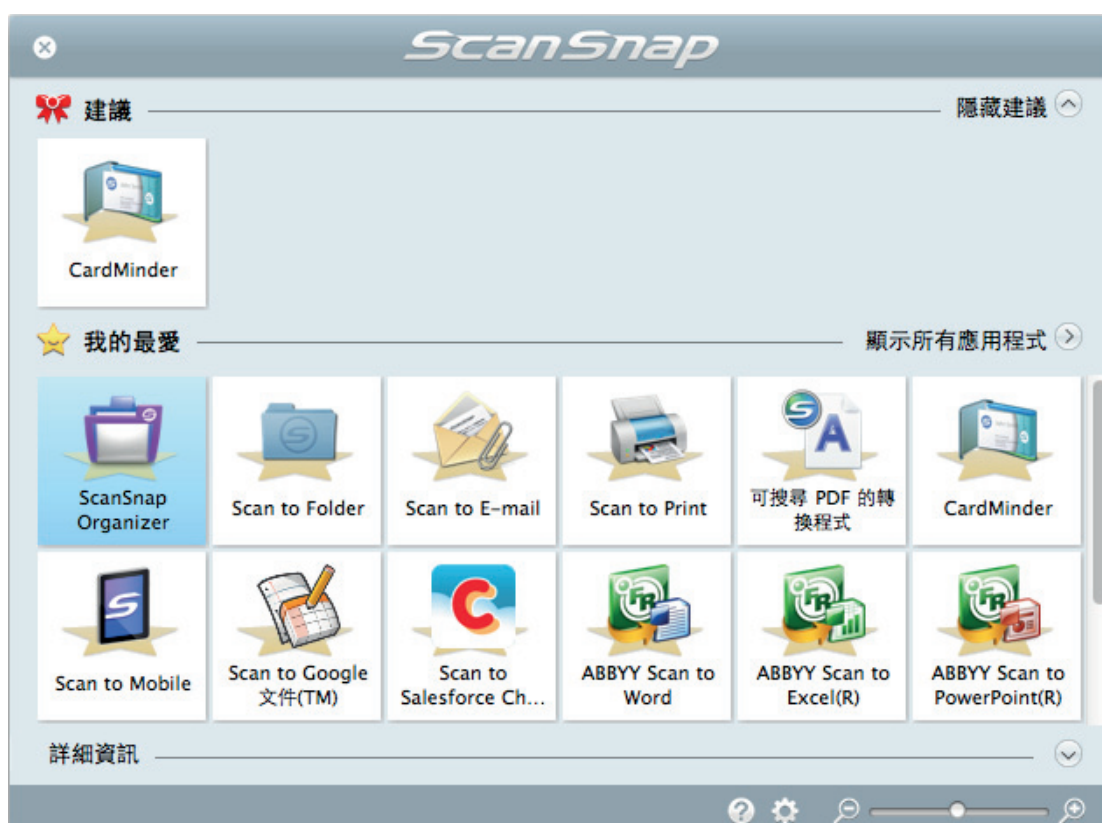 ScanSnap
建議
隱藏建議
CardMinder
我的最愛
顯示所有應用程式
ScanSnap
Organizer
Scan to Folder
Scan to E-mail
Scan to Print
可搜尋 PDF 的轉
換程式
CardMinder
Scan to Mobile
Scan to Google
文件(TM)
Scan to
Salesforce Ch...
ABBYY Scan to
Word
ABBYY Scan to
Excel(R)
ABBYY Scan to
PowerPoint(R)
詳細資訊